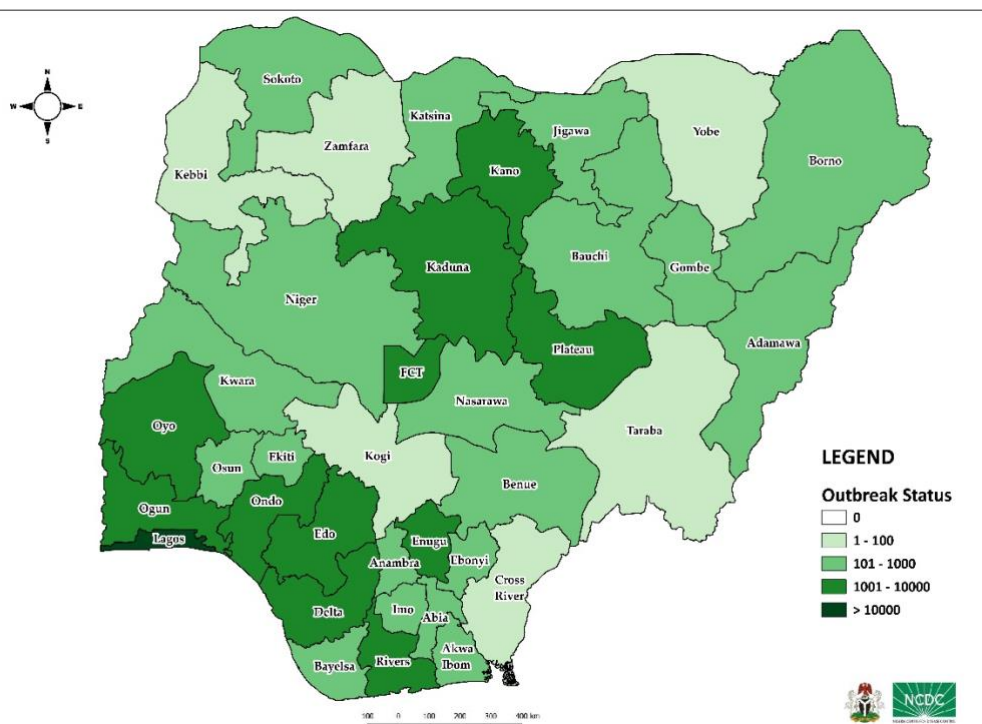 N
W E
S
Sokoto
Katsina
Jigawa
Yobe
Borno
Zamfara
Kebbi
Kano
Kaduna
Bauchi
Gombe
Niger
Adamawa
Plateau
FCT
Kwara
Nasarawa
Taraba
Oyo
Kogi
Osun
Ekiti
Benue
Ogun
Ondo
Edo
Lagos
Enugu
Anambra
Ebonyi
Cross
River
Delta
Imo
Abia
Akwa
Ibom
Bayelsa
Rivers
LEGEND
Outbreak Status
0
1 - 100
101 - 1000
1001 - 10000
> 10000
100 0 100 200 300 400 km
NCDC